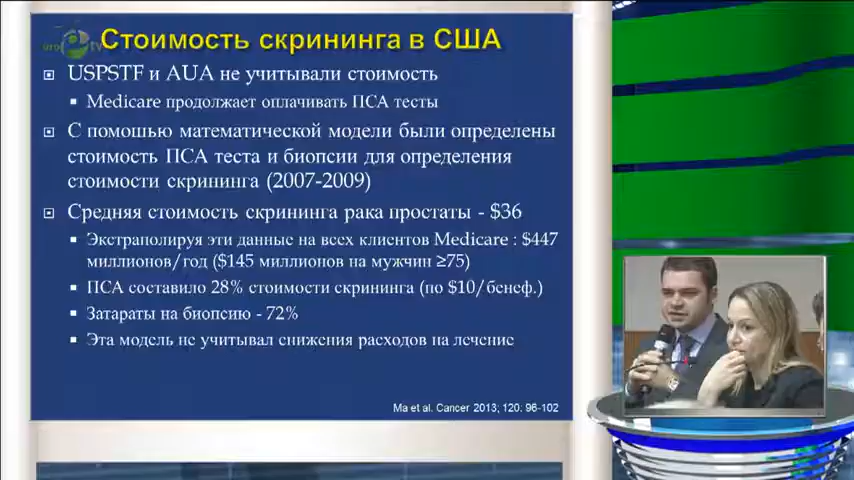 Стоимость скрининга в США
USPSTF и AUA не учитывали стоимость
Medicare продолжает оплачивать ПСА тесты
С помощью математической модели были определены
стоимость ПСА теста и биопсии для определения
стоимости скрининга (2007-2009)
Средняя стоимость скрининга рака простаты - $36
Экстраполируя эти данные на всех клиентов Medicare : $447
миллионов/год ($145 миллионов на мужчин ≥75)
ПСА составило 28% стоимости скрининга (по $10/бенеф.)
Затараты на биопсию - 72%
Эта модель не учитывал снижения расходов на лечение
Ma et al. Cancer 2013; 120: 96-102